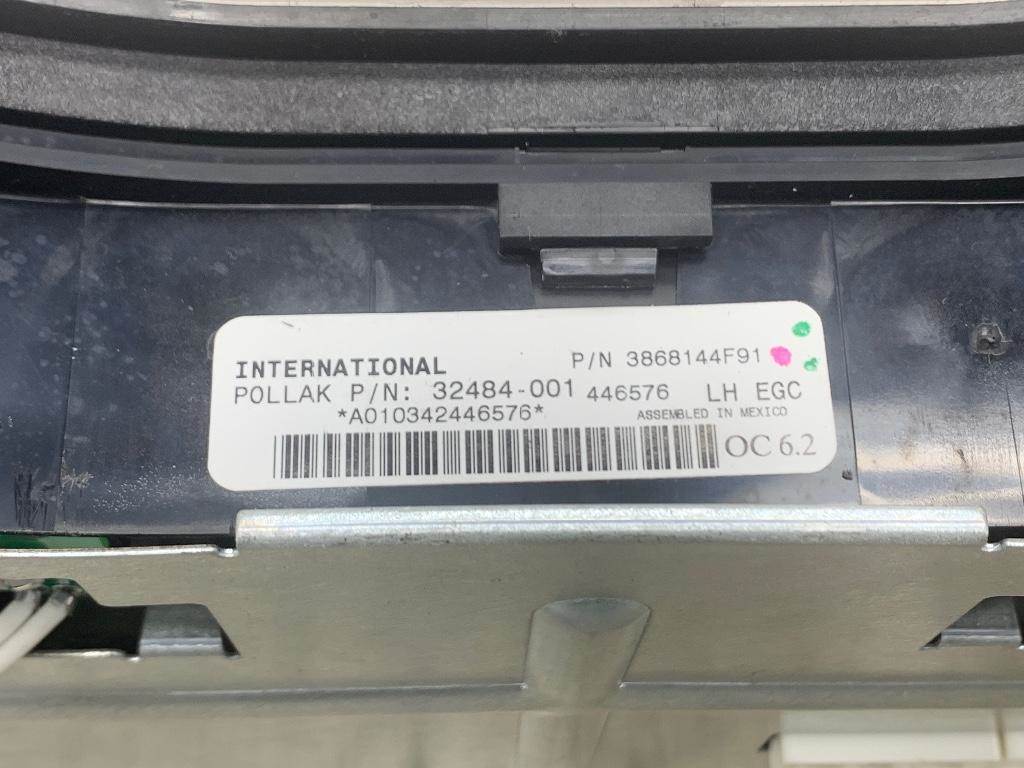 INTERNATIONAL P/N 3868144F91
POLLAK P/N: 32484-001 446576 LH EGC
*A010342446576* ASSEMBLED IN MEXICO
OC 6.2